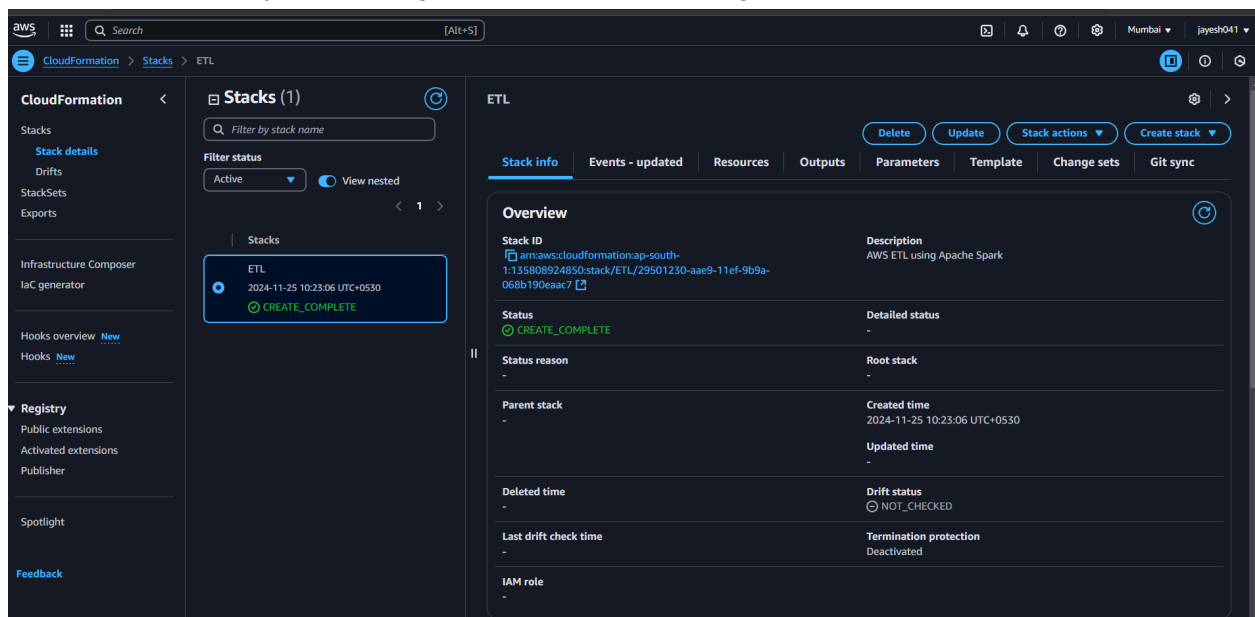 aws
Search
[Alt+S]
Mumbai
jayesh041
CloudFormation > Stacks > ETL
CloudFormation
Stacks
Stack details
Drifts
StackSets
Exports
Infrastructure Composer
IaC generator
Hooks overview New
Hooks New
Registry
Public extensions
Activated extensions
Publisher
Spotlight
Feedback
Stacks (1)
Filter by stack name
Filter status
Active
View nested
1
Stacks
ETL
2024-11-25 10:23:06 UTC+0530
CREATE_COMPLETE
ETL
Delete
Update
Stack actions
Create stack
Stack info
Events - updated
Resources
Outputs
Parameters
Template
Change sets
Git sync
Overview
Stack ID
arn:aws:cloudformation:ap-south-
1:135808924850:stack/ETL/29501230-aae9-11ef-9b9a-
068b190eaac7
Description
AWS ETL using Apache Spark
Status
CREATE_COMPLETE
Detailed status
-
Status reason
-
Root stack
-
Parent stack
-
Created time
2024-11-25 10:23:06 UTC+0530
Updated time
-
Deleted time
-
Drift status
NOT_CHECKED
Last drift check time
-
Termination protection
Deactivated
IAM role
-